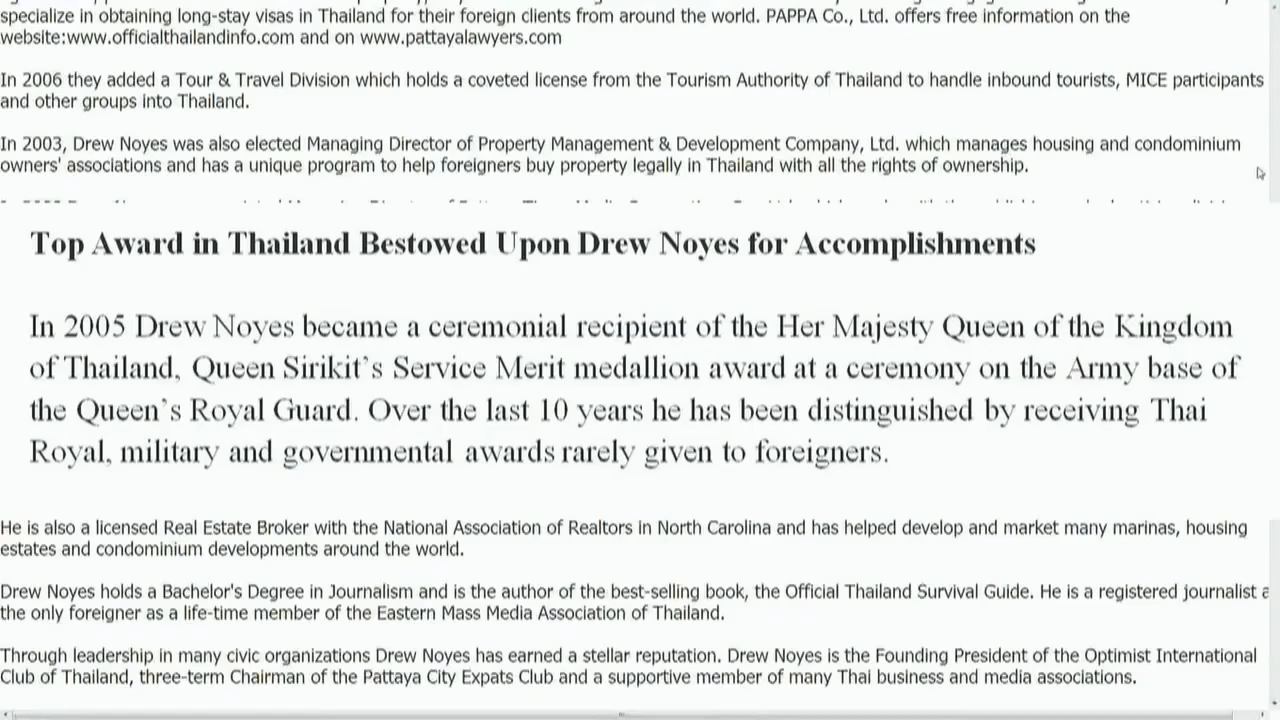 specialize in obtaining long-stay visas in Thailand for their foreign clients from around the world. PAPPA Co., Ltd. offers free information on the
website:www.officialthailandinfo.com and on www.pattayalawyers.com
In 2006 they added a Tour & Travel Division which holds a coveted license from the Tourism Authority of Thailand to handle inbound tourists, MICE participants
and other groups into Thailand.
In 2003, Drew Noyes was also elected Managing Director of Property Management & Development Company, Ltd. which manages housing and condominium
owners' associations and has a unique program to help foreigners buy property legally in Thailand with all the rights of ownership.
Top Award in Thailand Bestowed Upon Drew Noyes for Accomplishments
In 2005 Drew Noyes became a ceremonial recipient of the Her Majesty Queen of the Kingdom
of Thailand, Queen Sirikit's Service Merit medallion award at a ceremony on the Army base of
the Queen's Royal Guard. Over the last 10 years he has been distinguished by receiving Thai
Royal, military and governmental awards rarely given to foreigners.
He is also a licensed Real Estate Broker with the National Association of Realtors in North Carolina and has helped develop and market many marinas, housing
estates and condominium developments around the world.
Drew Noyes holds a Bachelor's Degree in Journalism and is the author of the best-selling book, the Official Thailand Survival Guide. He is a registered journalist
the only foreigner as a life-time member of the Eastern Mass Media Association of Thailand.
Through leadership in many civic organizations Drew Noyes has earned a stellar reputation. Drew Noyes is the Founding President of the Optimist International
Club of Thailand, three-term Chairman of the Pattaya City Expats Club and a supportive member of many Thai business and media associations.